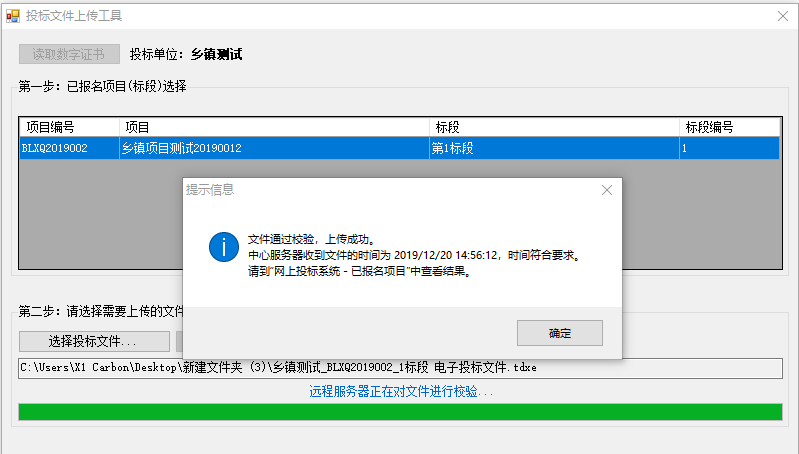 投标文件上传工具
读取数字证书 投标单位：乡镇测试
第一步：已报名项目(标段)选择
项目编号 项目 标段 标段编号
BLXQ2019002 乡镇项目测试20190012 第1标段 1
提示信息
文件通过校验，上传成功。
中心服务器收到文件的时间为 2019/12/20 14:56:12，时间符合要求。
请到“网上投标系统 - 已报名项目”中查看结果。
确定
第二步：请选择需要上传的文件
选择投标文件...
C:\Users\X1 Carbon\Desktop\新建文件夹 (3)\乡镇测试_BLXQ2019002_1标段 电子投标文件.tdxe
远程服务器正在对文件进行校验...